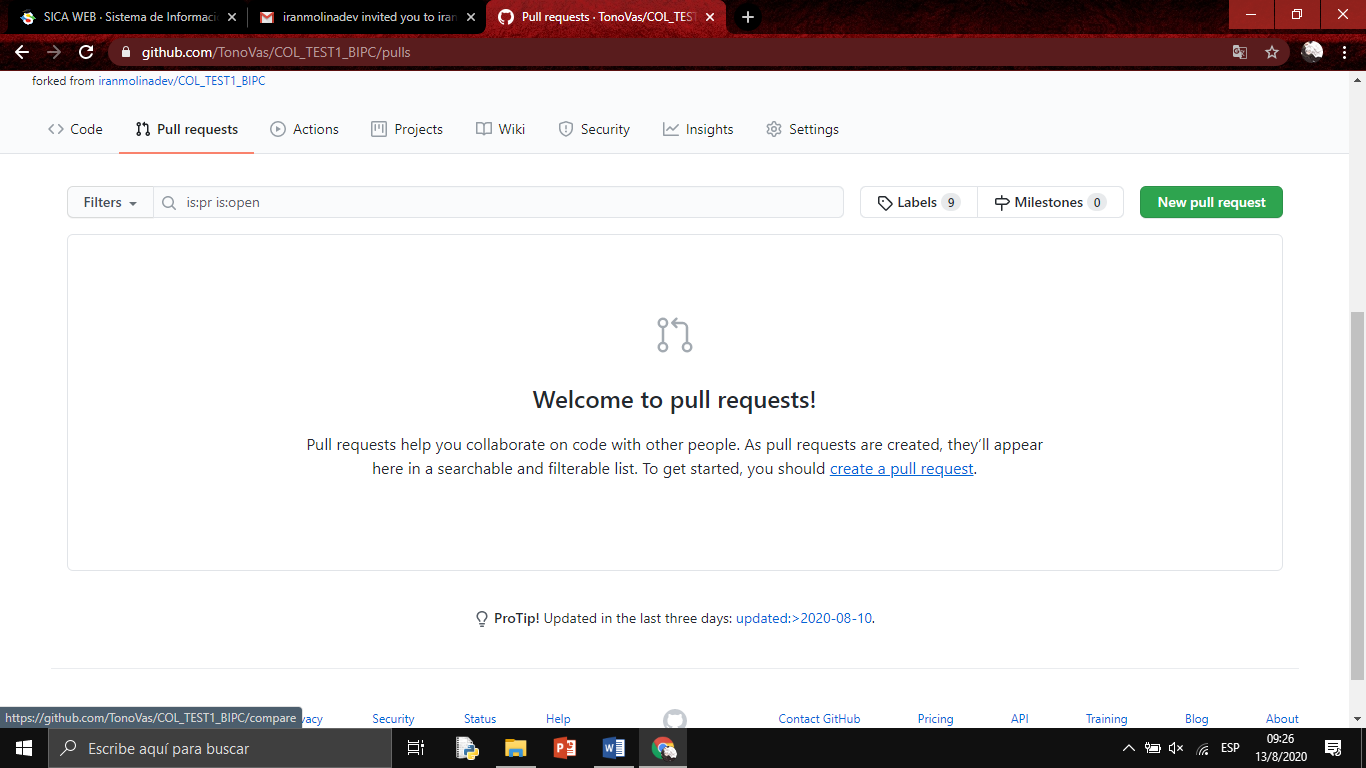 SICA WEB · Sistema de Informaci
iranmolinadev invited you to iran
Pull requests · TonoVas/COL_TEST
github.com/TonoVas/COL_TEST1_BIPC/pulls
forked from iranmolinadev/COL_TEST1_BIPC
Code Pull requests Actions Projects Wiki Security Insights Settings
Filters is:pr is:open Labels 9 Milestones 0 New pull request
Welcome to pull requests!
Pull requests help you collaborate on code with other people. As pull requests are created, they'll appear
here in a searchable and filterable list. To get started, you should create a pull request.
ProTip! Updated in the last three days: updated:>2020-08-10.
https://github.com/TonoVas/COL_TEST1_BIPC/compare vacy Security Status Help Contact GitHub Pricing API Training Blog About
Escribe aquí para buscar
ESP
09:26
13/8/2020